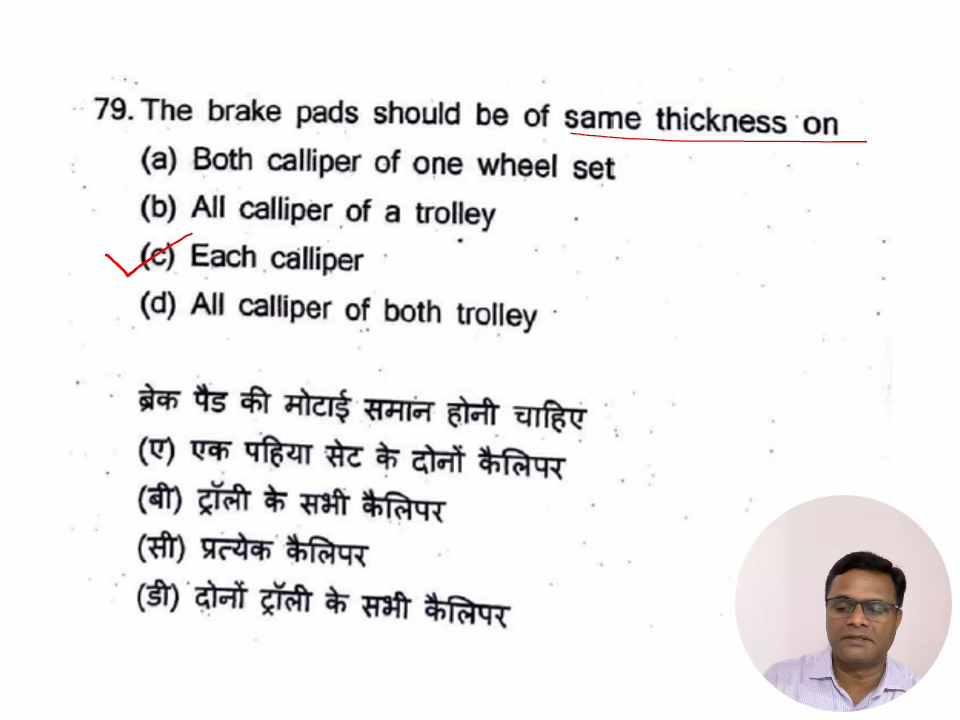 79. The brake pads should be of same thickness on
(a) Both calliper of one wheel set
(b) All calliper of a trolley
(c) Each calliper
(d) All calliper of both trolley
ब्रेक पैड की मोटाई समान होनी चाहिए
(ए) एक पहिया सेट के दोनों कैलिपर
(बी) ट्रॉली के सभी कैलिपर
(सी) प्रत्येक कैलिपर
(डी) दोनों ट्रॉली के सभी कैलिपर